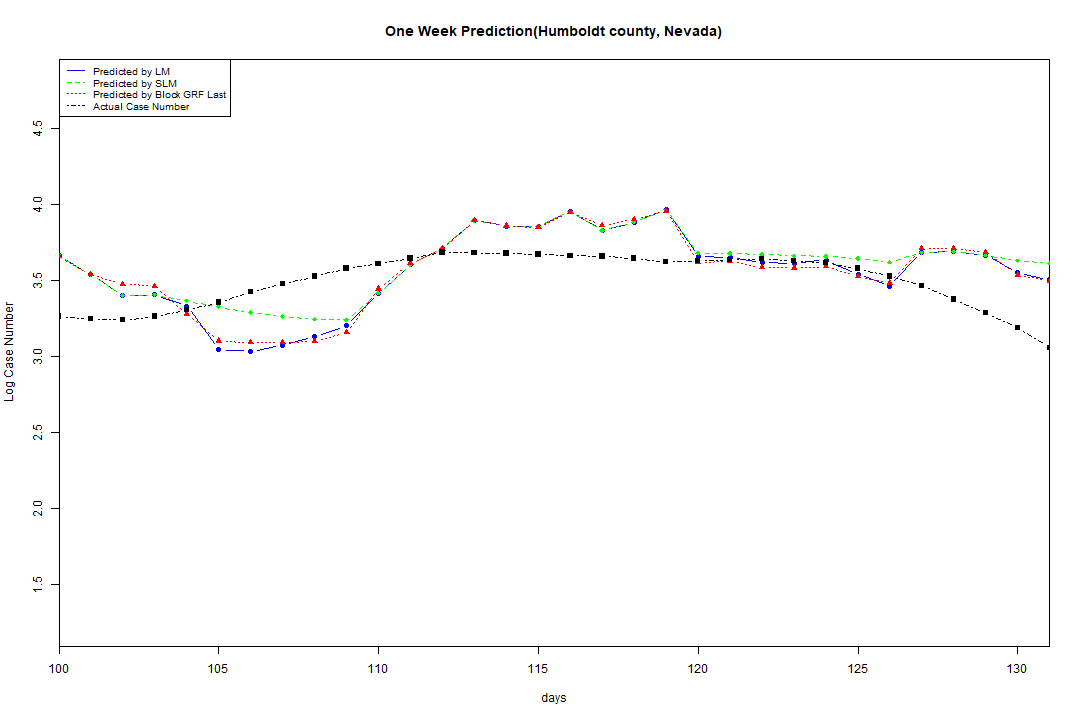 One Week Prediction(Humboldt county, Nevada)
Predicted by LM
Predicted by SLM
Predicted by Block GRF Last
Actual Case Number
4.5
4.0
3.5
3.0
2.5
2.0
1.5
Log Case Number
100 105 110 115 120 125 130
days